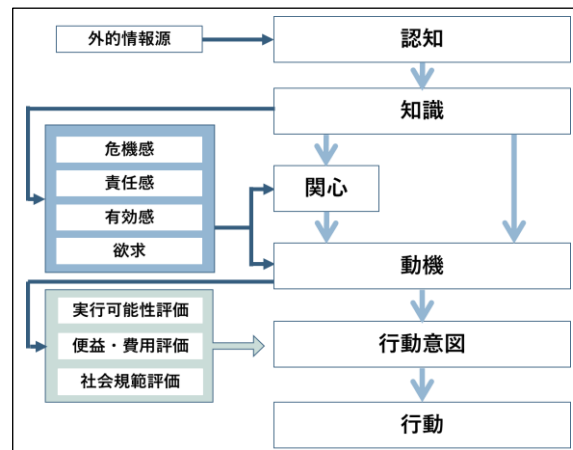 外的情報源
認知
知識
危機感
責任感
有効感
欲求
関心
動機
実行可能性評価
便益・費用評価
社会規範評価
行動意図
行動